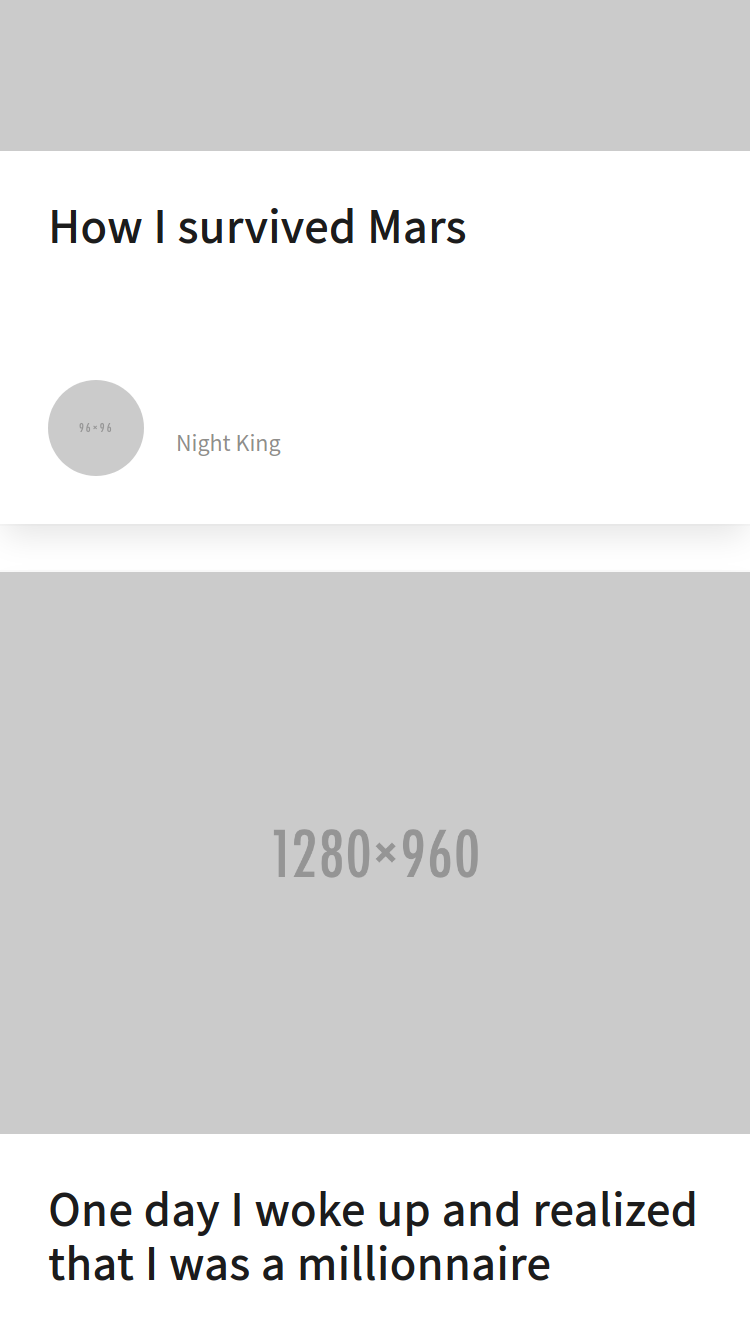 How I survived Mars
96×96
Night King
1280×960
One day I woke up and realized
that I was a millionnaire